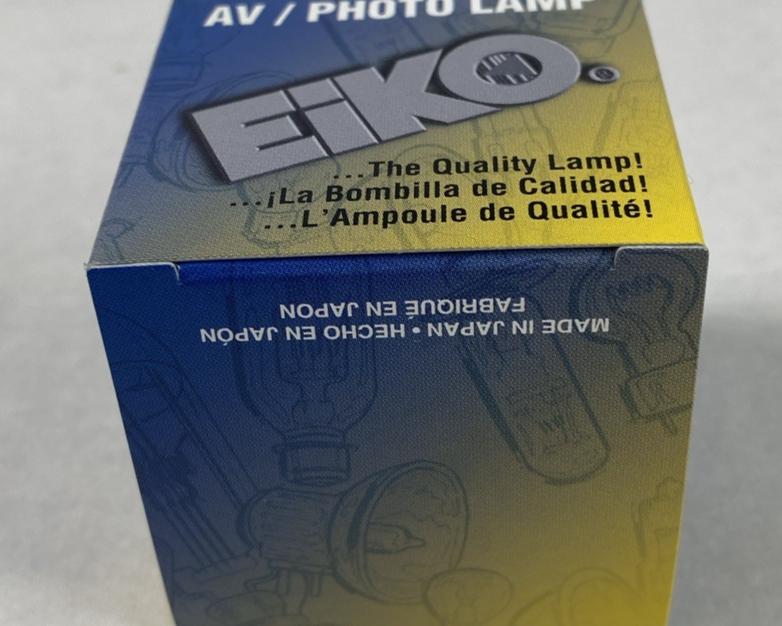 AV / PHOTO LAMP
EiKO®
...The Quality Lamp!
...¡La Bombilla de Calidad!
...L'Ampoule de Qualité!
MADE IN JAPAN • HECHO EN JAPÓN
FABRIQUÉ EN JAPON